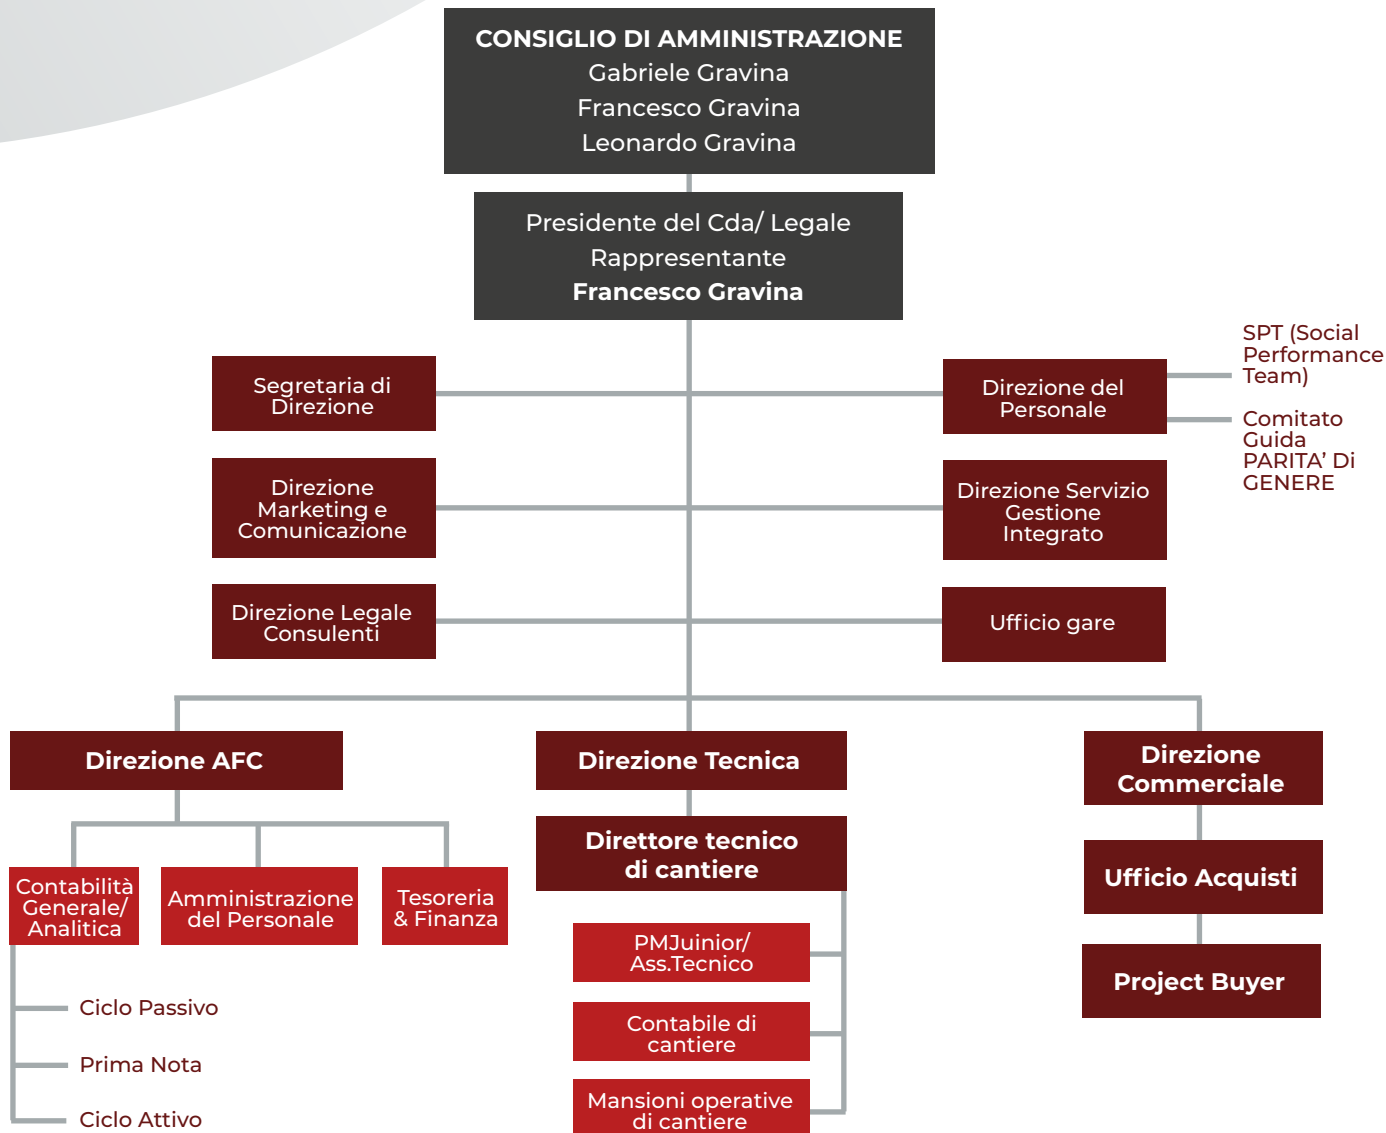 CONSIGLIO DI AMMINISTRAZIONE
Gabriele Gravina
Francesco Gravina
Leonardo Gravina
Presidente del Cda/ Legale
Rappresentante
Francesco Gravina
Segretaria di
Direzione
Direzione del
Personale
SPT (Social
Performance
Team)
Comitato
Guida
PARITA’ Di
GENERE
Direzione
Marketing e
Comunicazione
Direzione Servizio
Gestione
Integrato
Direzione Legale
Consulenti
Ufficio gare
Direzione AFC
Contabilità
Generale/
Analitica
Amministrazione
del Personale
Tesoreria
& Finanza
Ciclo Passivo
Prima Nota
Ciclo Attivo
Direzione Tecnica
Direttore tecnico
di cantiere
PMJuinior/
Ass.Tecnico
Contabile di
cantiere
Mansioni operative
di cantiere
Direzione
Commerciale
Ufficio Acquisti
Project Buyer